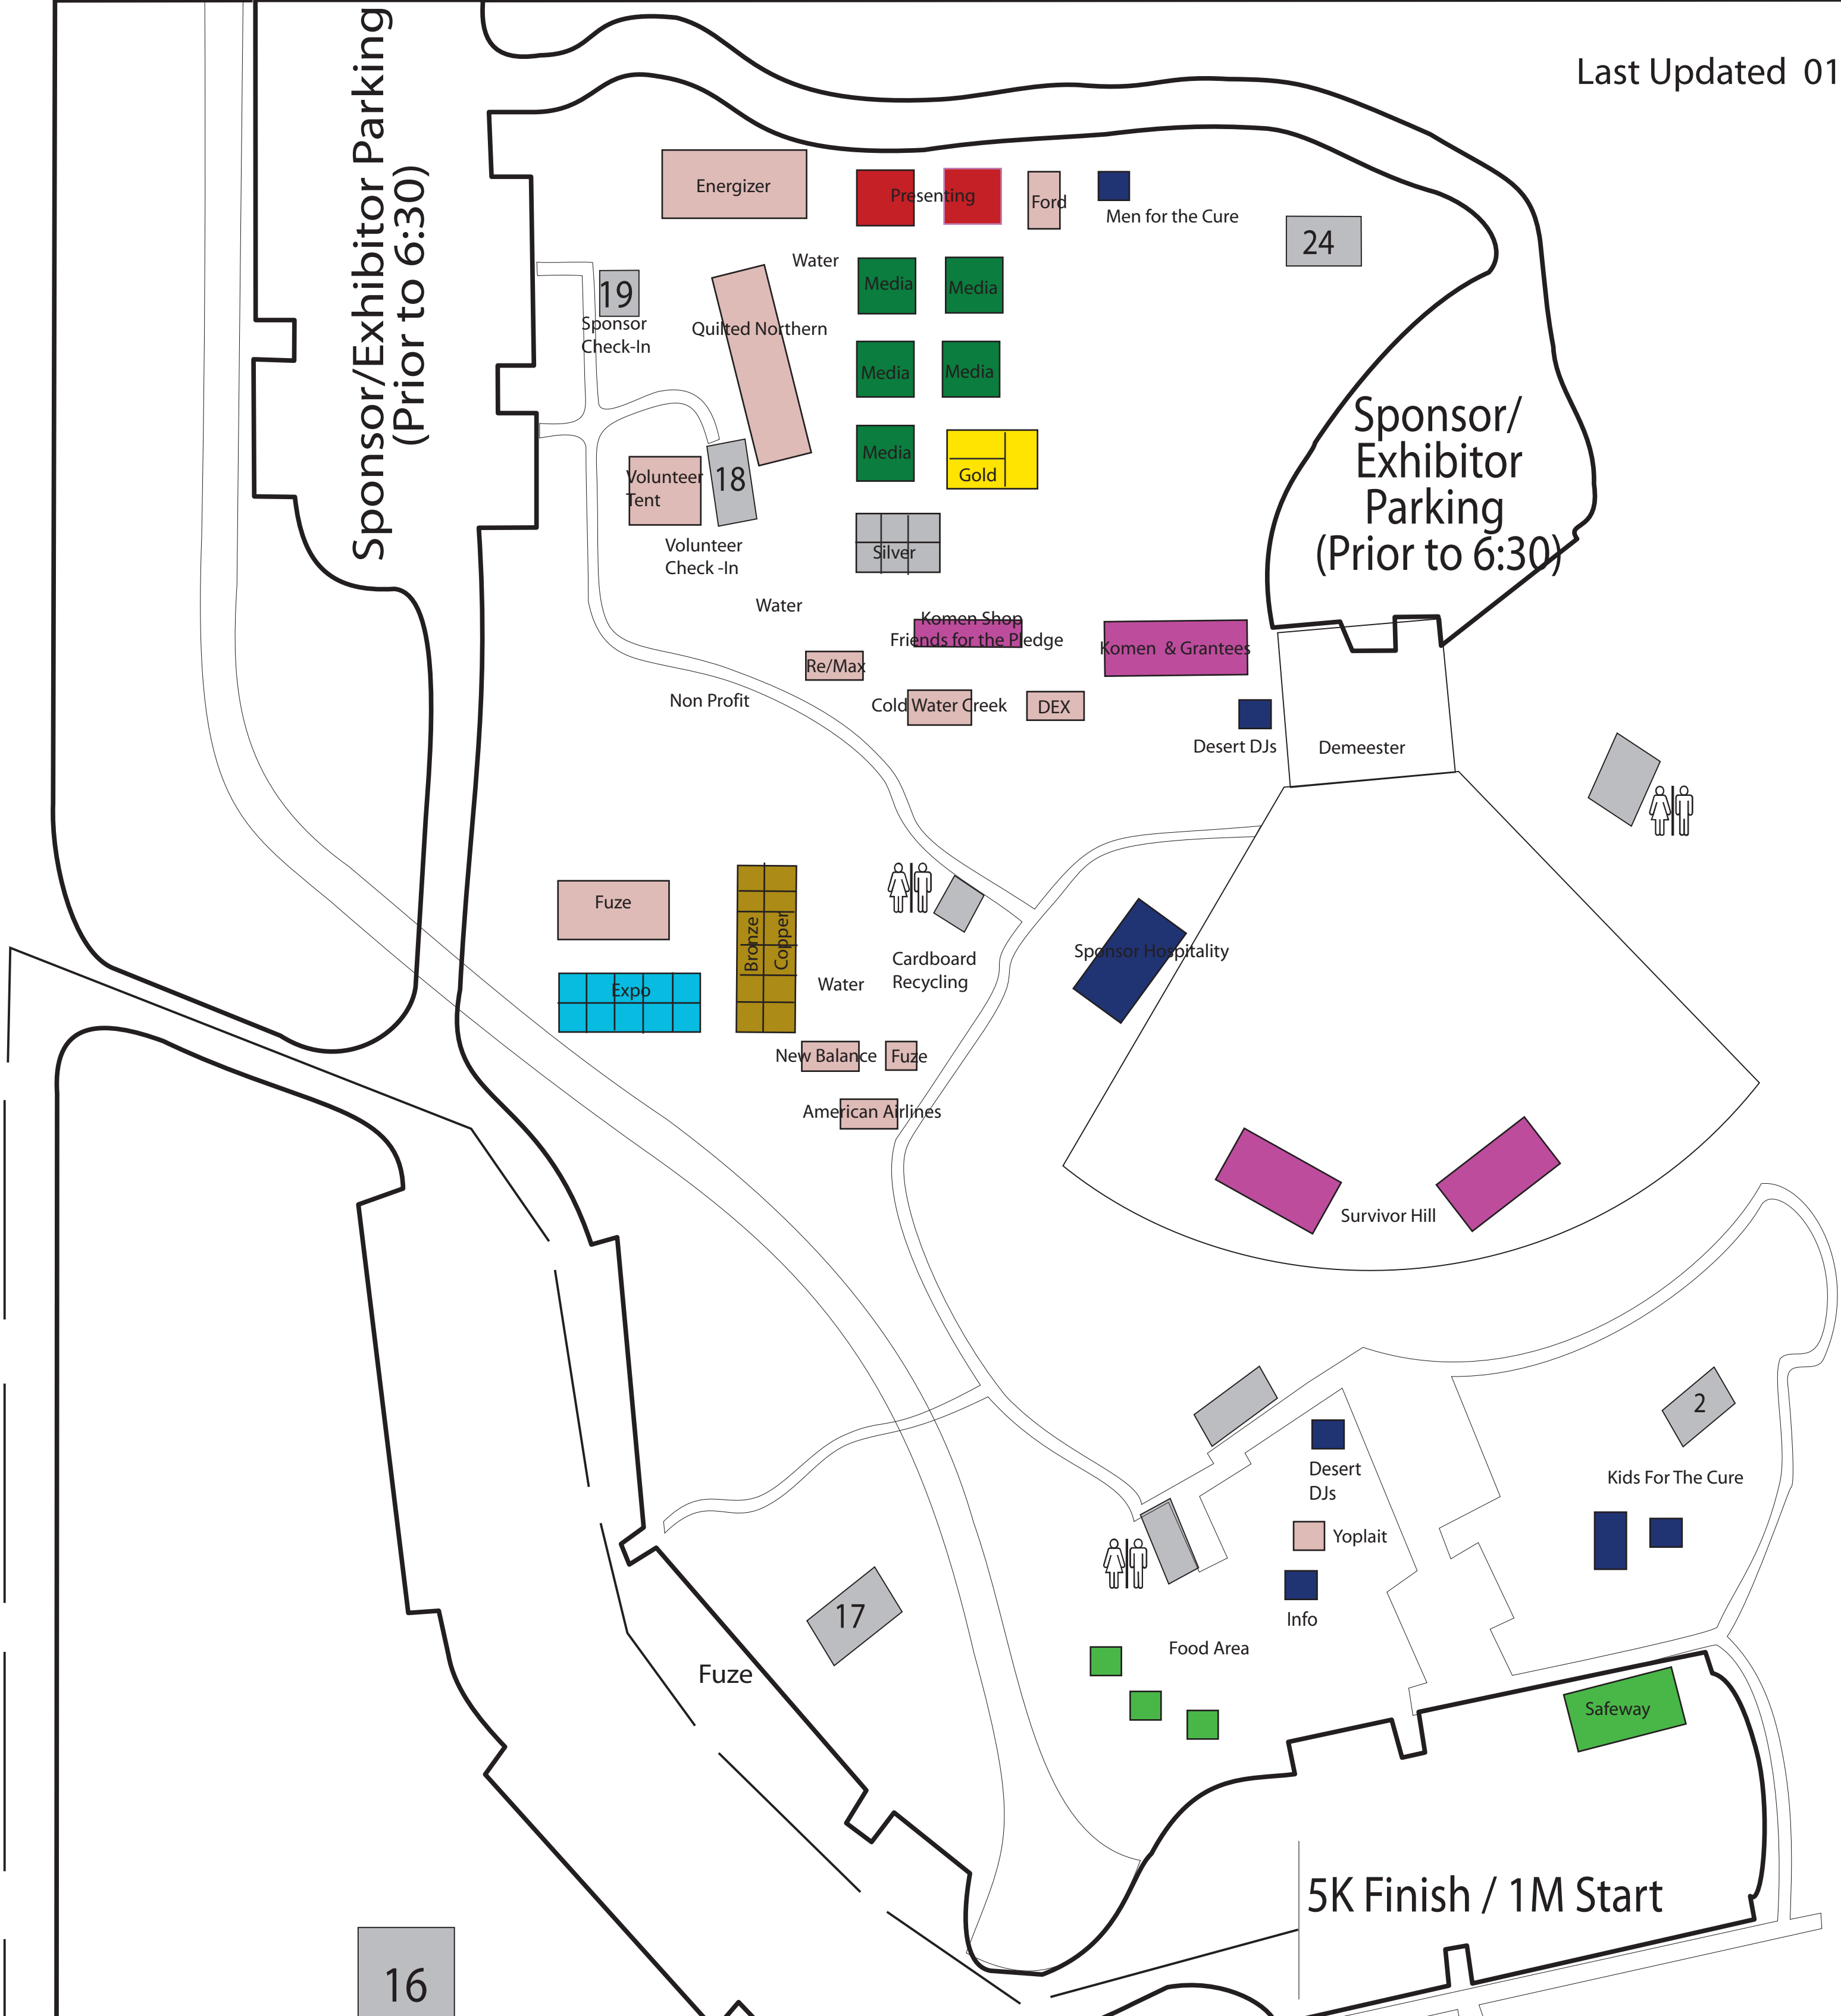 Last Updated 01
Sponsor/Exhibitor Parking
(Prior to 6:30)
Energizer
Presenting
Ford
Men for the Cure
24
Water
19
Sponsor
Check-In
Quilted Northern
Media
Media
Media
Media
Media
Gold
Sponsor/
Exhibitor
Parking
(Prior to 6:30)
Volunteer
Tent
18
Volunteer
Check -In
Silver
Water
Komen Shop
Friends for the Pledge
Komen & Grantees
Re/Max
Non Profit
Cold Water Creek
DEX
Desert DJs
Demeester
Fuze
Bronze
Copper
Expo
Water
Cardboard
Recycling
Sponsor Hospitality
New Balance
Fuze
American Airlines
Survivor Hill
2
Kids For The Cure
Desert
DJs
Yoplait
Info
17
Fuze
Food Area
Safeway
5K Finish / 1M Start
16